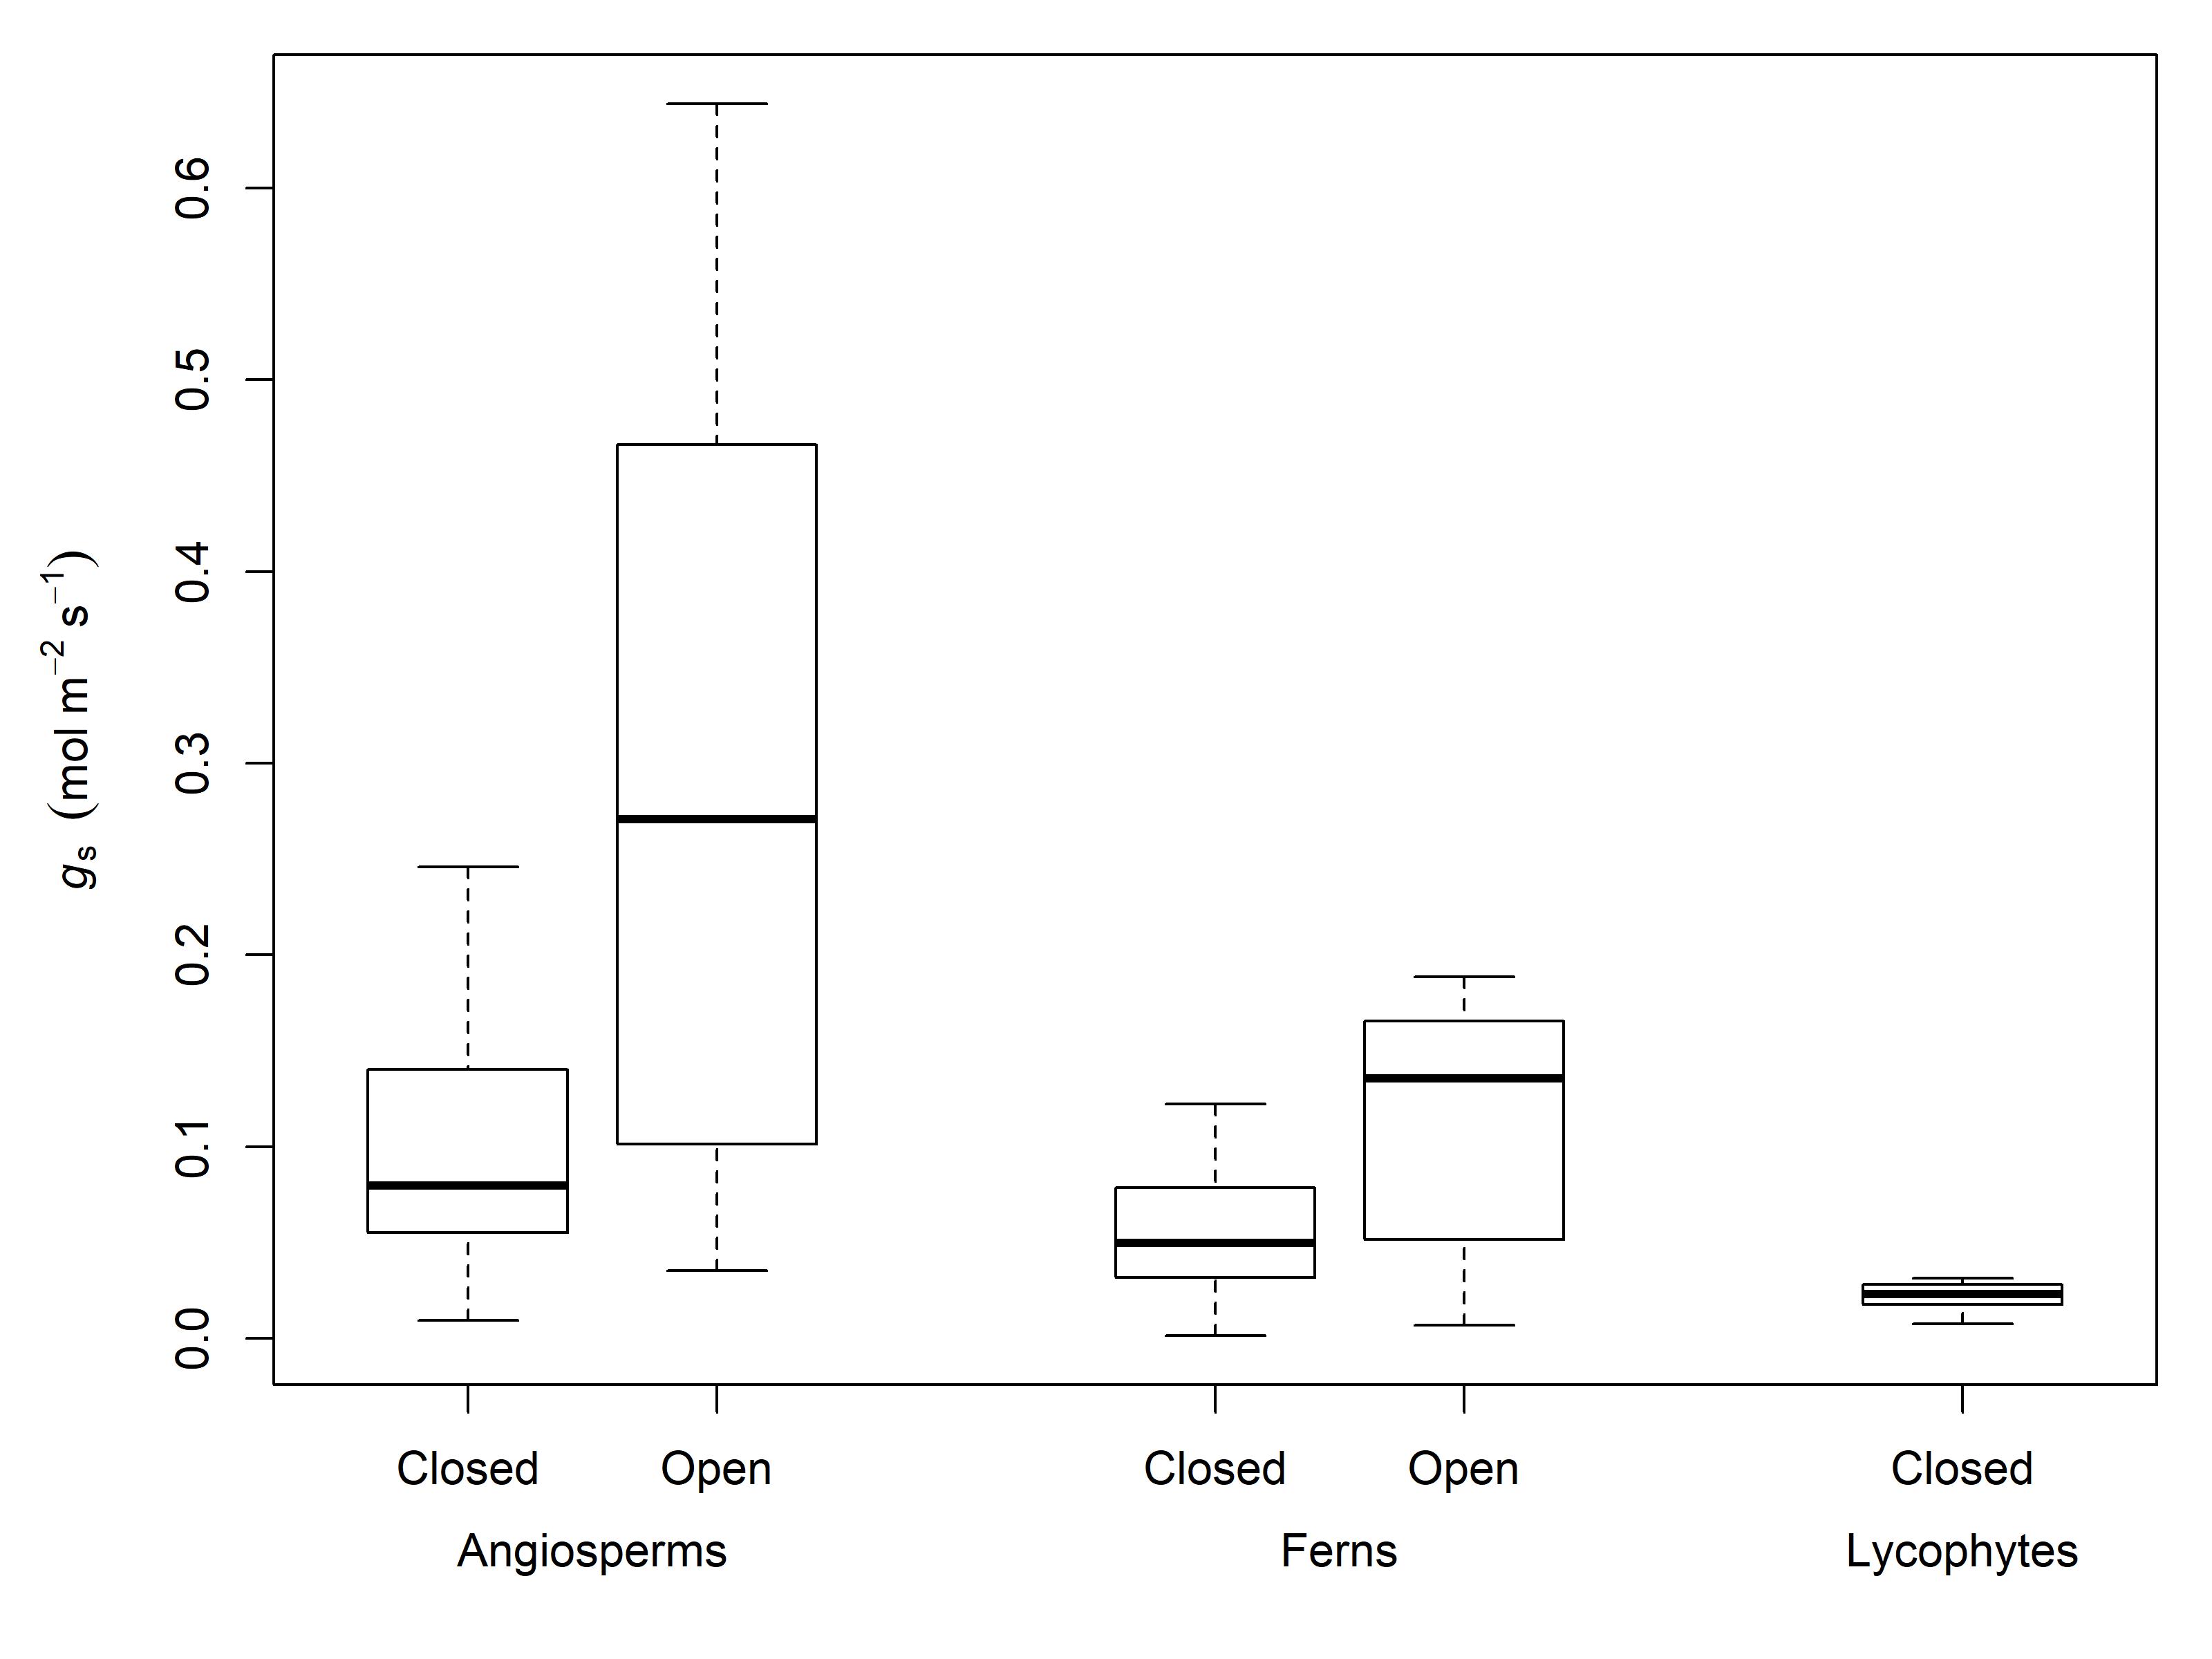 gs (mol m−2 s−1)
0.6
0.5
0.4
0.3
0.2
0.1
0.0
Closed Open Closed Open Closed
Angiosperms Ferns Lycophytes